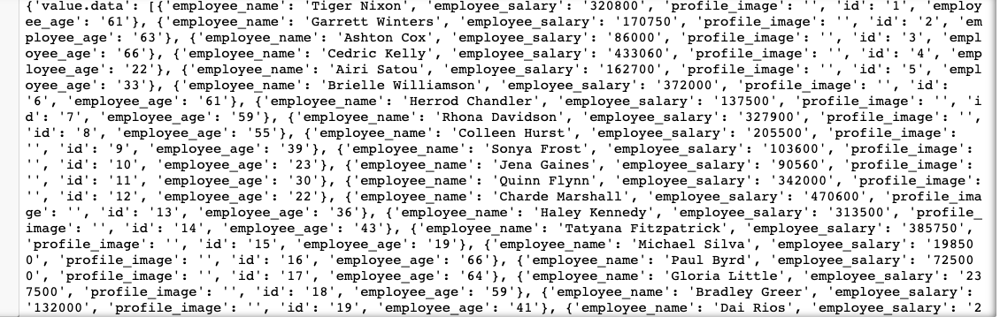 {'value.data': [{'employee_name': 'Tiger Nixon', 'employee_salary': '320800', 'profile_image': '', 'id': '1', 'employ
ee_age': '61'}, {'employee_name': 'Garrett Winters', 'employee_salary': '170750', 'profile_image': '', 'id': '2', 'em
ployee_age': '63'}, {'employee_name': 'Ashton Cox', 'employee_salary': '86000', 'profile_image': '', 'id': '3', 'empl
oyee_age': '66'}, {'employee_name': 'Cedric Kelly', 'employee_salary': '433060', 'profile_image': '', 'id': '4', 'emp
loyee_age': '22'}, {'employee_name': 'Airi Satou', 'employee_salary': '162700', 'profile_image': '', 'id': '5', 'empl
oyee_age': '33'}, {'employee_name': 'Brielle Williamson', 'employee_salary': '372000', 'profile_image': '', 'id':
'6', 'employee_age': '61'}, {'employee_name': 'Herrod Chandler', 'employee_salary': '137500', 'profile_image': '', 'i
d': '7', 'employee_age': '59'}, {'employee_name': 'Rhona Davidson', 'employee_salary': '327900', 'profile_image': '',
'id': '8', 'employee_age': '55'}, {'employee_name': 'Colleen Hurst', 'employee_salary': '205500', 'profile_image':
'', 'id': '9', 'employee_age': '39'}, {'employee_name': 'Sonya Frost', 'employee_salary': '103600', 'profile_image':
'', 'id': '10', 'employee_age': '23'}, {'employee_name': 'Jena Gaines', 'employee_salary': '90560', 'profile_image':
'', 'id': '11', 'employee_age': '30'}, {'employee_name': 'Quinn Flynn', 'employee_salary': '342000', 'profile_image':
'', 'id': '12', 'employee_age': '22'}, {'employee_name': 'Charde Marshall', 'employee_salary': '470600', 'profile_ima
ge': '', 'id': '13', 'employee_age': '36'}, {'employee_name': 'Haley Kennedy', 'employee_salary': '313500', 'profile_
image': '', 'id': '14', 'employee_age': '43'}, {'employee_name': 'Tatyana Fitzpatrick', 'employee_salary': '385750',
'profile_image': '', 'id': '15', 'employee_age': '19'}, {'employee_name': 'Michael Silva', 'employee_salary': '19850
0', 'profile_image': '', 'id': '16', 'employee_age': '66'}, {'employee_name': 'Paul Byrd', 'employee_salary': '72500
0', 'profile_image': '', 'id': '17', 'employee_age': '64'}, {'employee_name': 'Gloria Little', 'employee_salary': '23
7500', 'profile_image': '', 'id': '18', 'employee_age': '59'}, {'employee_name': 'Bradley Greer', 'employee_salary':
'132000', 'profile_image': '', 'id': '19', 'employee_age': '41'}, {'employee_name': 'Dai Rios', 'employee_salary': '2